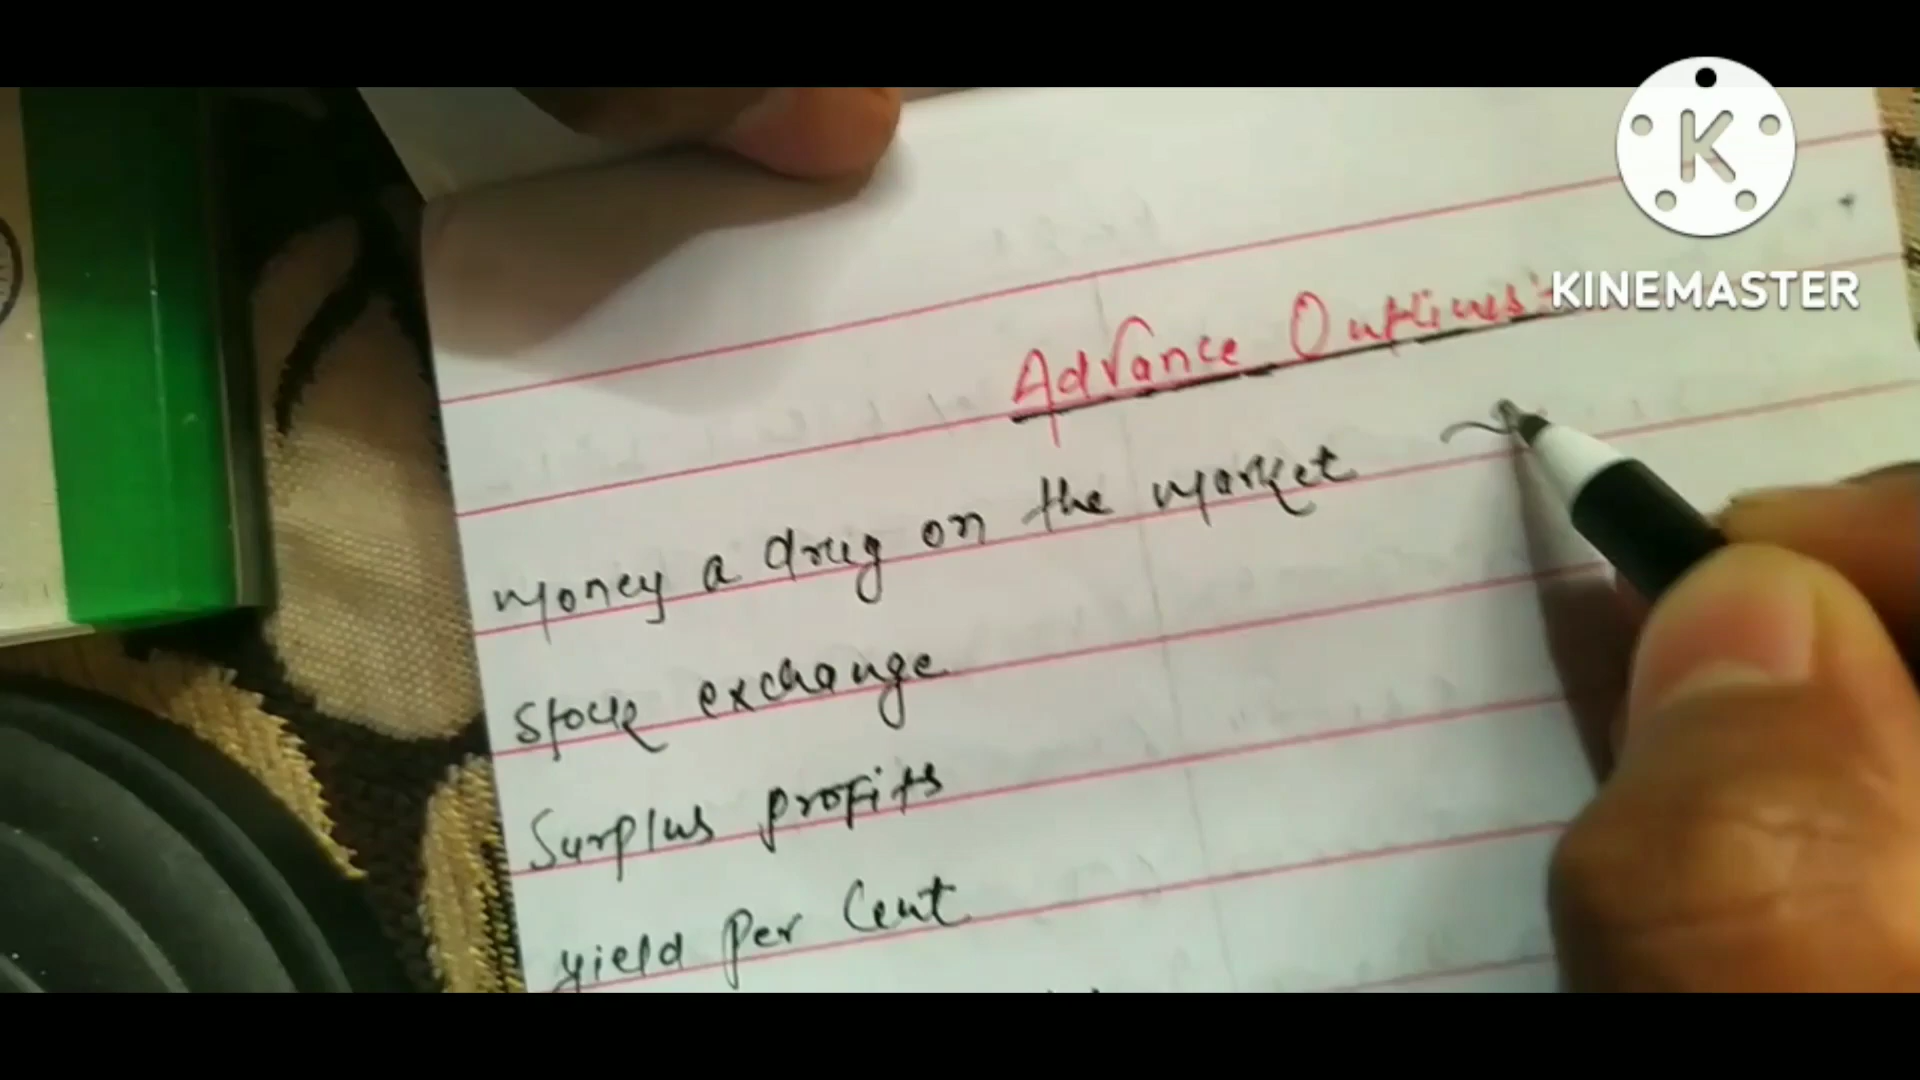 KINEMASTER
Advance Outlines:-
Money a drug on the market
Stock exchange
Surplus profits
yield per Cent